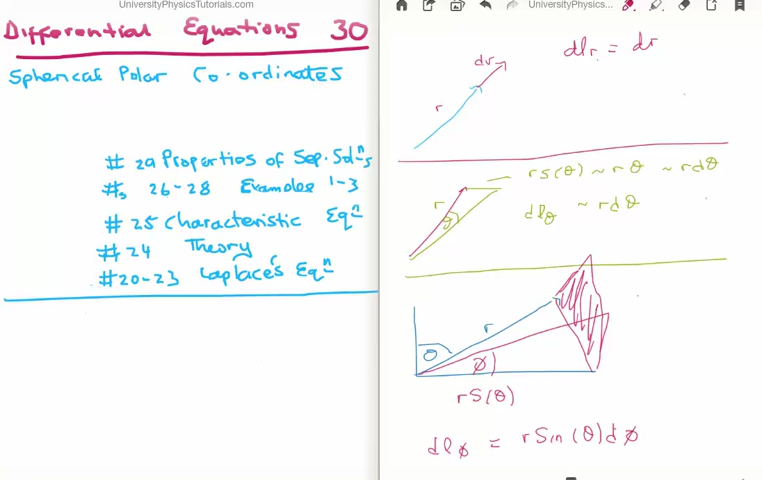 UniversityPhysicsTutorials.com
Differential Equations 30
Spherical Polar Co-ordinates
# 29 Properties of Sep. Solⁿs
#s 26-28 Examples 1-3
# 25 Characteristic Eqⁿ
# 24 Theory
#20-23 Laplace's Eqⁿ
UniversityPhysicsTutorials...
dr
dlr = dr
r
rS(θ) ~ rθ ~ rdθ
r
θ
dlθ ~ rdθ
r
θ
ϕ
rS(θ)
dlϕ = rSin(θ)dϕ